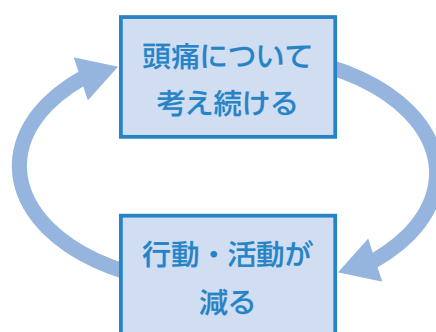 頭痛について
考え続ける
行動・活動が
減る